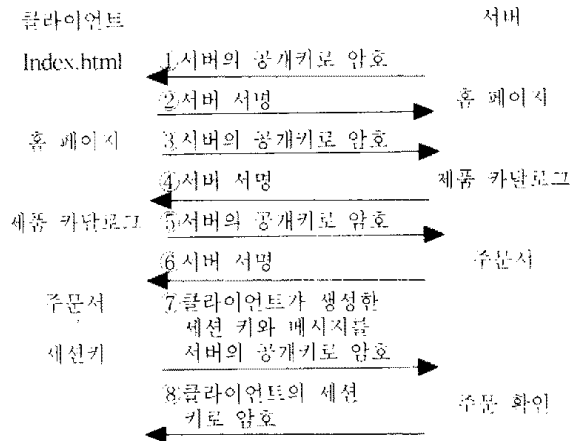 클라이언트 서버
Index.html ①서버의 공개키로 암호
②서버 서명 홈 페이지
홈 페이지 ③서버의 공개키로 암호
④서버 서명 제품 카달로그
제품 카달로그 ⑤서버의 공개키로 암호
⑥서버 서명 주문서
주문서 ⑦클라이언트가 생성한
세션 키와 메시지를
세션키 서버의 공개키로 암호
⑧클라이언트의 세션
키로 암호 주문 확인